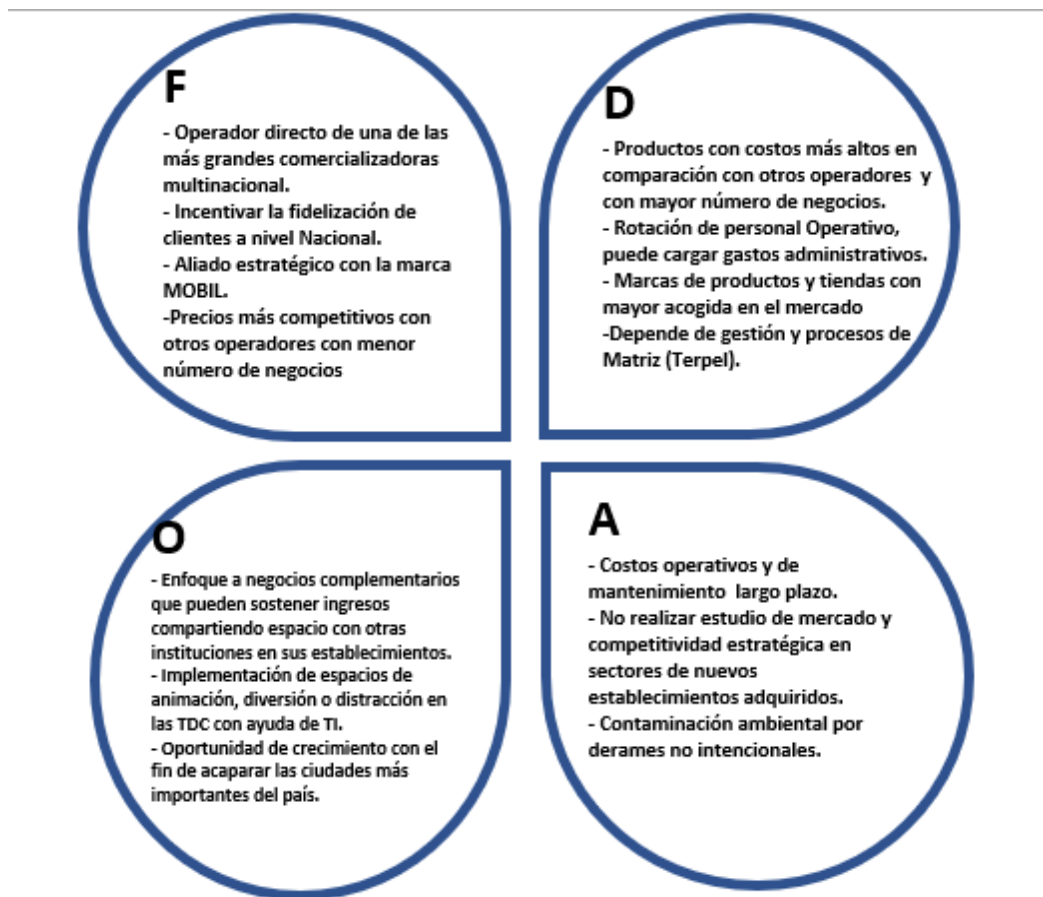 F
- Operador directo de una de las
más grandes comercializadoras
multinacional.
- Incentivar la fidelización de
clientes a nivel Nacional.
- Aliado estratégico con la marca
MOBIL.
-Precios más competitivos con
otros operadores con menor
número de negocios
D
- Productos con costos más altos en
comparación con otros operadores y
con mayor número de negocios.
- Rotación de personal Operativo,
puede cargar gastos administrativos.
- Marcas de productos y tiendas con
mayor acogida en el mercado
-Depende de gestión y procesos de
Matriz (Terpel).
O
- Enfoque a negocios complementarios
que pueden sostener ingresos
compartiendo espacio con otras
instituciones en sus establecimientos.
- Implementación de espacios de
animación, diversión o distracción en
las TDC con ayuda de TI.
- Oportunidad de crecimiento con el
fin de acaparar las ciudades más
importantes del país.
A
- Costos operativos y de
mantenimiento largo plazo.
- No realizar estudio de mercado y
competitividad estratégica en
sectores de nuevos
establecimientos adquiridos.
- Contaminación ambiental por
derames no intencionales.